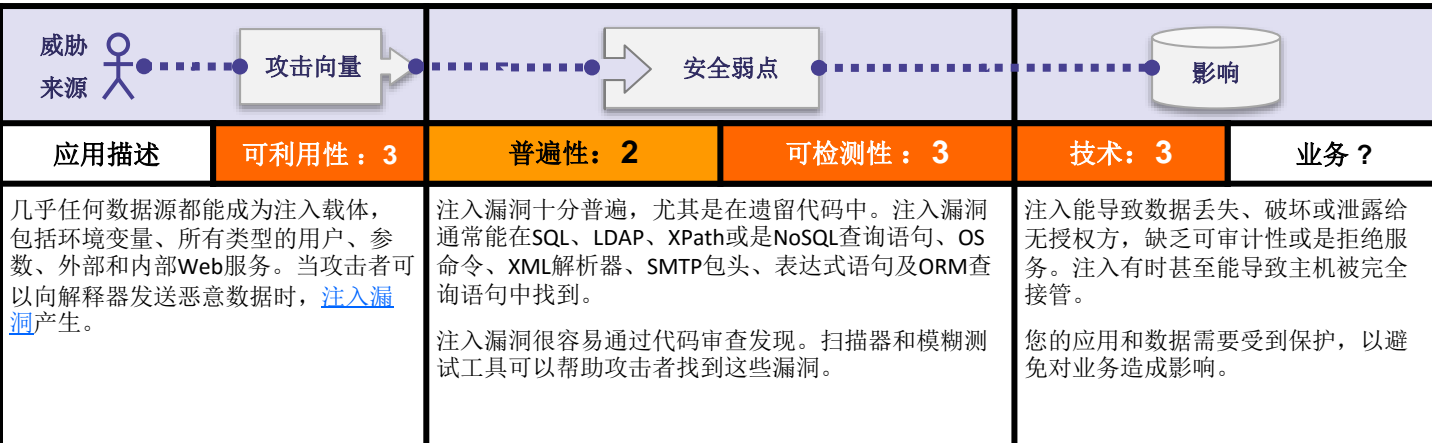 威胁
来源
攻击向量
安全弱点
影响
应用描述
可利用性 : 3
普遍性: 2
可检测性 : 3
技术: 3
业务 ?
几乎任何数据源都能成为注入载体，
包括环境变量、所有类型的用户、参
数、外部和内部Web服务。当攻击者可
以向解释器发送恶意数据时，注入漏
洞产生。
注入漏洞十分普遍，尤其是在遗留代码中。注入漏洞
通常能在SQL、LDAP、XPath或是NoSQL查询语句、OS
命令、XML解析器、SMTP包头、表达式语句及ORM查
询语句中找到。
注入漏洞很容易通过代码审查发现。扫描器和模糊测
试工具可以帮助攻击者找到这些漏洞。
注入能导致数据丢失、破坏或泄露给
无授权方，缺乏可审计性或是拒绝服
务。注入有时甚至能导致主机被完全
接管。
您的应用和数据需要受到保护，以避
免对业务造成影响。